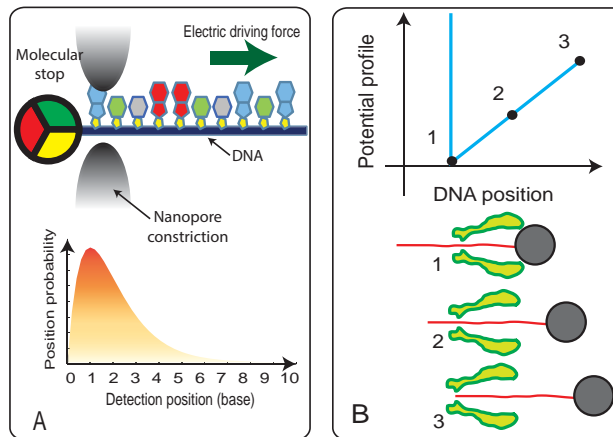 Molecular
stop
Electric driving force
DNA
Nanopore
constriction
Position probability
0 1 2 3 4 5 6 7 8 9 10
Detection position (base)
A
Potential profile
1
2
3
DNA position
1
2
3
B